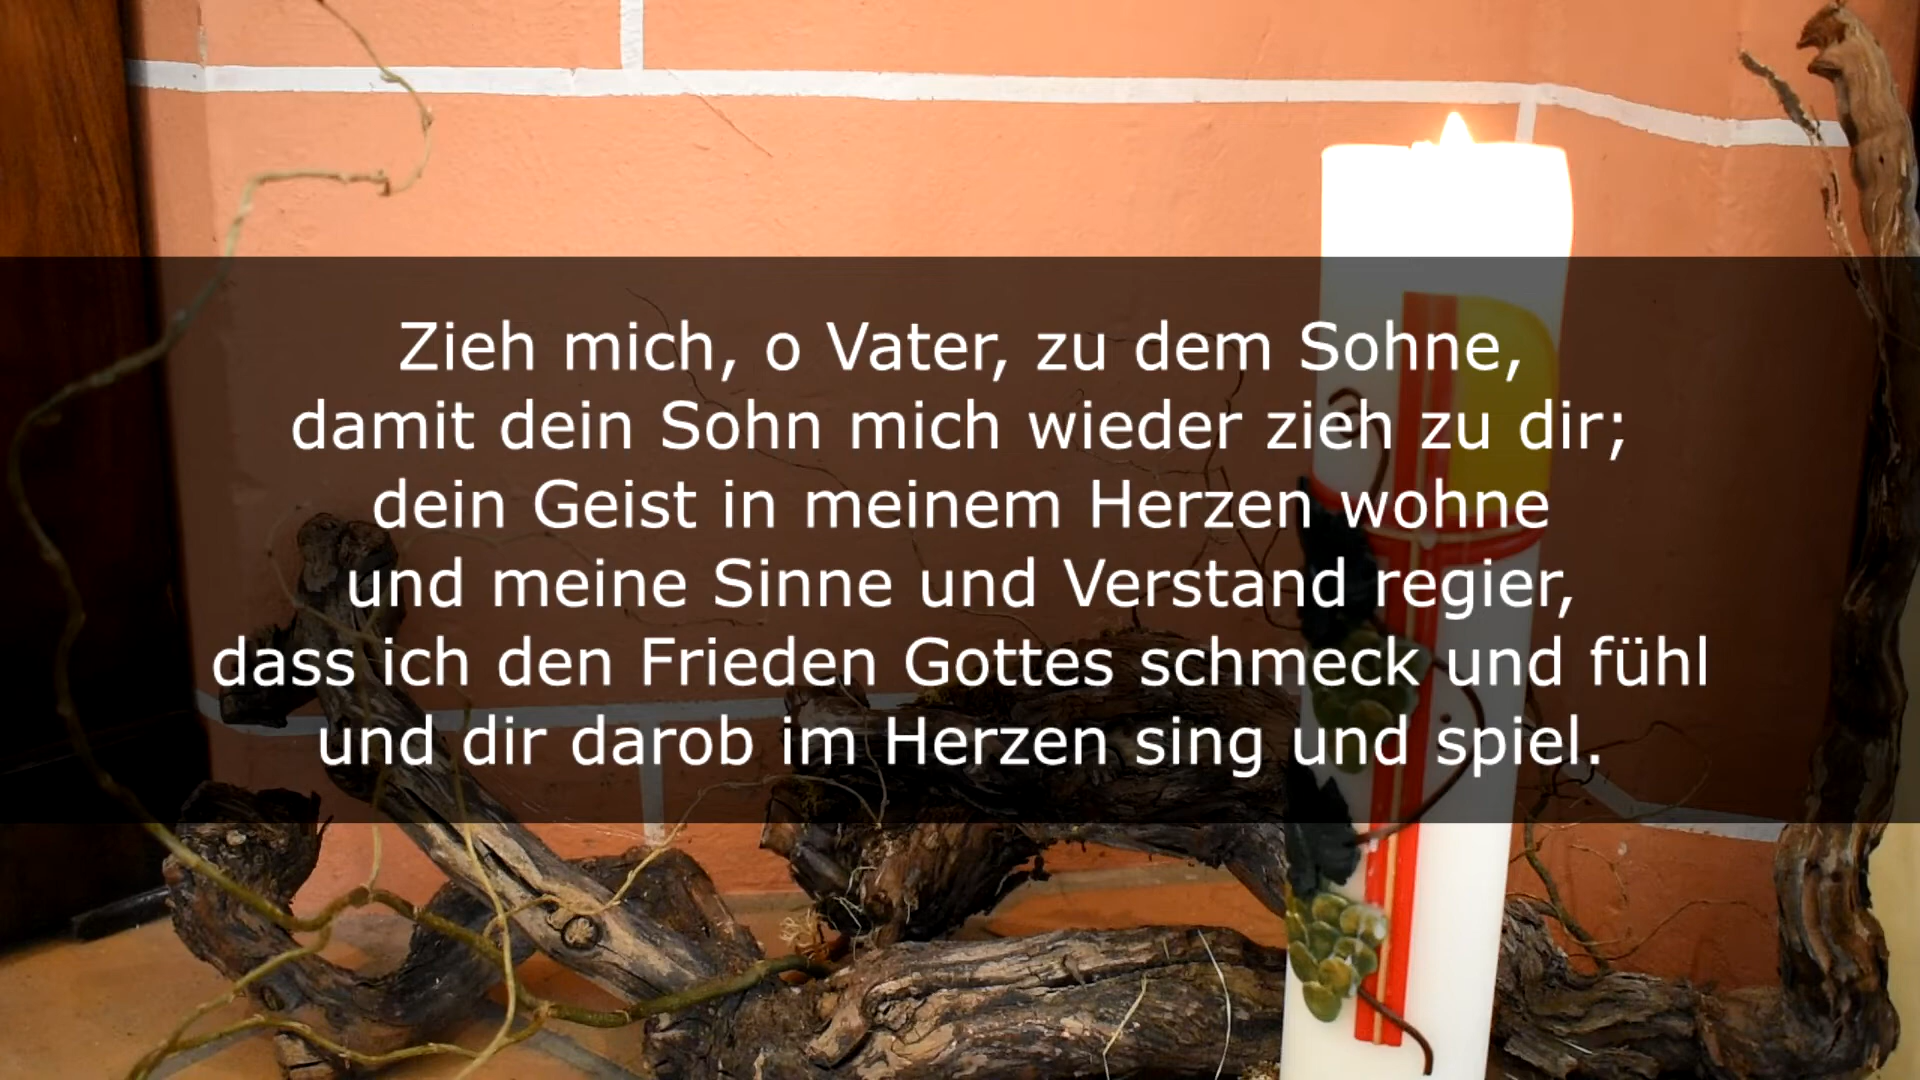 Zieh mich, o Vater, zu dem Sohne,
damit dein Sohn mich wieder zieh zu dir;
dein Geist in meinem Herzen wohne
und meine Sinne und Verstand regier,
dass ich den Frieden Gottes schmeck und fühl
und dir darob im Herzen sing und spiel.